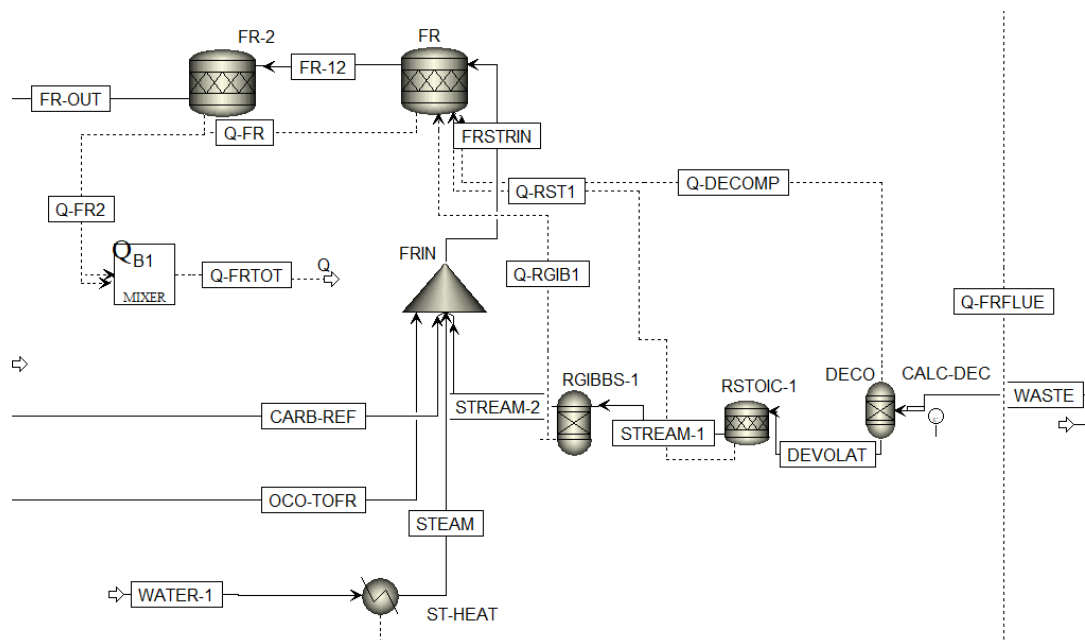 FR-2
FR
FR-12
FR-OUT
Q-FR
FRSTRIN
Q-DECOMP
Q-RST1
Q-FR2
Q B1
MIXER
Q-FRTOT
Q
FRIN
Q-RGIB1
Q-FRFLUE
RGIBBS-1
DECO
CALC-DEC
RSTOIC-1
WASTE
STREAM-2
CARB-REF
STREAM-1
DEVOLAT
OCO-TOFR
STEAM
WATER-1
ST-HEAT